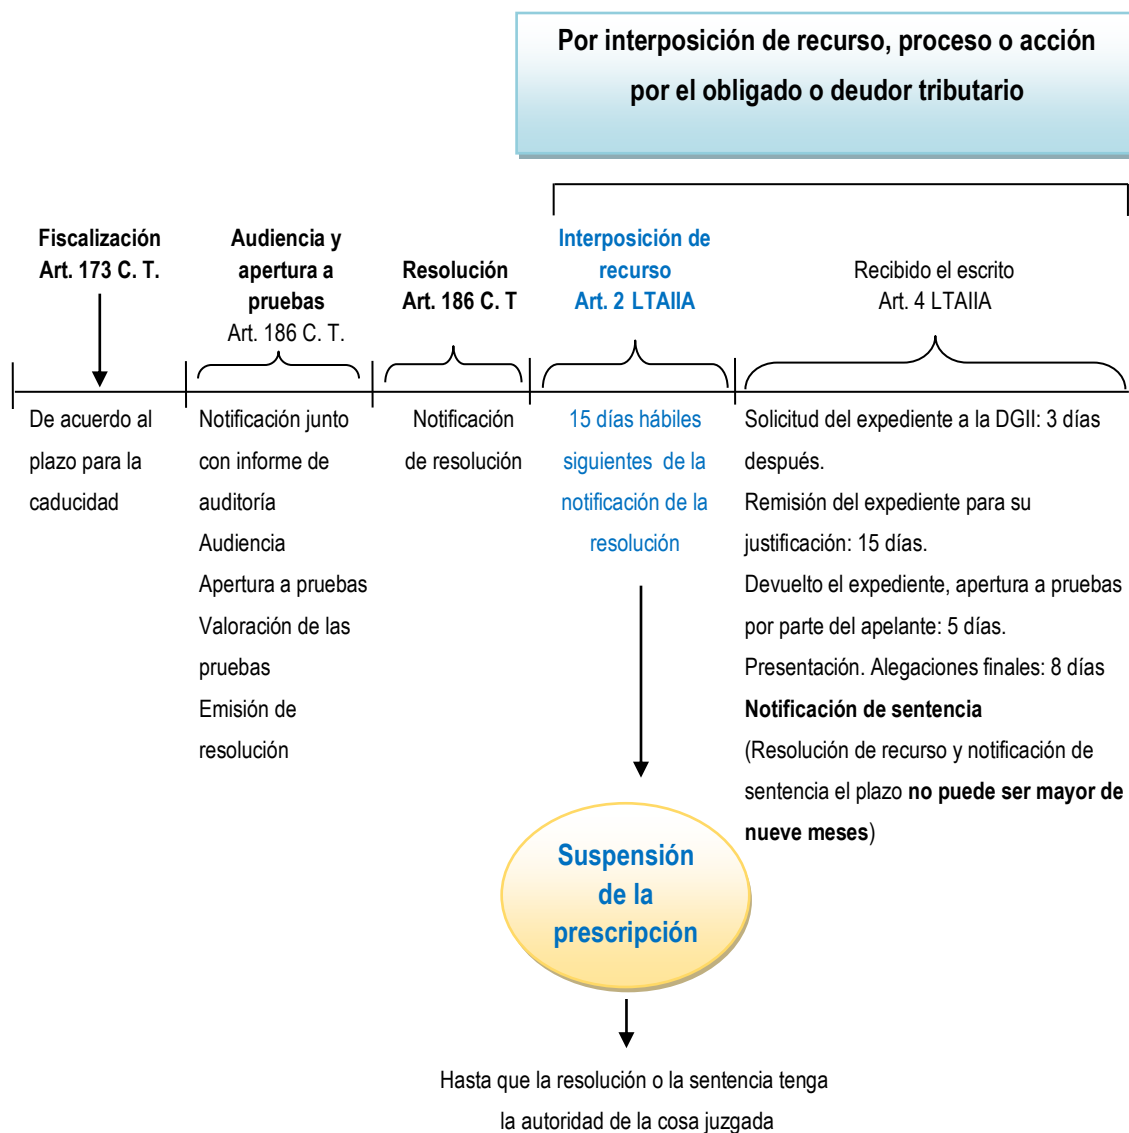 Por interposición de recurso, proceso o acción
por el obligado o deudor tributario
Fiscalización
Art. 173 C. T.
Audiencia y
apertura a
pruebas
Art. 186 C. T.
Resolución
Art. 186 C. T
Interposición de
recurso
Art. 2 LTAIIA
Recibido el escrito
Art. 4 LTAIIA
De acuerdo al
plazo para la
caducidad
Notificación junto
con informe de
auditoría
Audiencia
Apertura a pruebas
Valoración de las
pruebas
Emisión de
resolución
Notificación
de resolución
15 días hábiles
siguientes de la
notificación de la
resolución
Solicitud del expediente a la DGII: 3 días
después.
Remisión del expediente para su
justificación: 15 días.
Devuelto el expediente, apertura a pruebas
por parte del apelante: 5 días.
Presentación. Alegaciones finales: 8 días
Notificación de sentencia
(Resolución de recurso y notificación de
sentencia el plazo no puede ser mayor de
nueve meses)
Suspensión
de la
prescripción
Hasta que la resolución o la sentencia tenga
la autoridad de la cosa juzgada